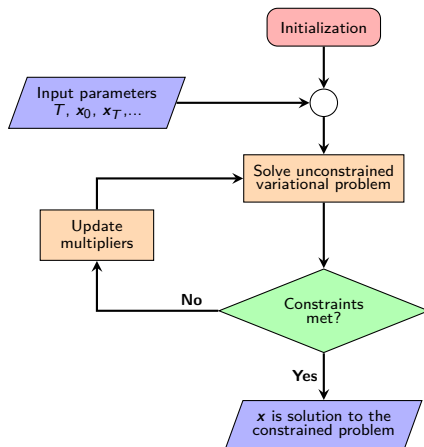 Initialization
Input parameters
T, x₀, x_T,...
Solve unconstrained
variational problem
Update
multipliers
No
Constraints
met?
Yes
x is solution to the
constrained problem